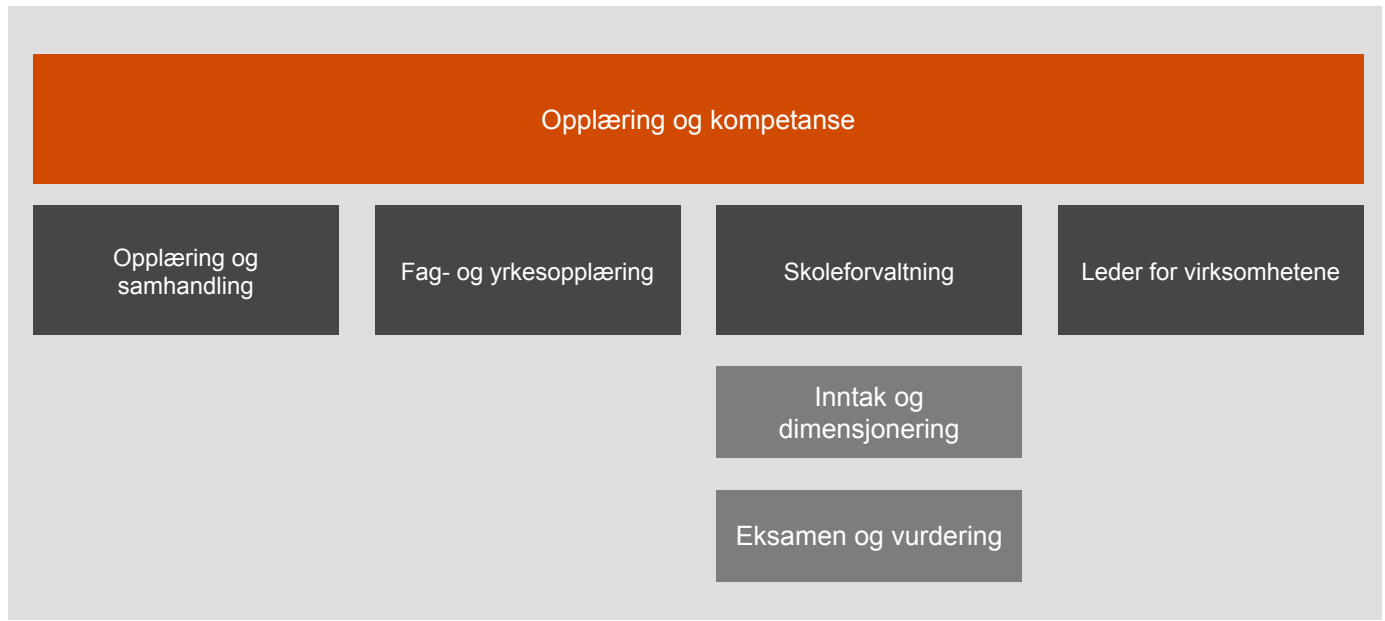 Opplæring og kompetanse
Opplæring og
samhandling
Fag- og yrkesopplæring
Skoleforvaltning
Leder for virksomhetene
Inntak og
dimensjonering
Eksamen og vurdering